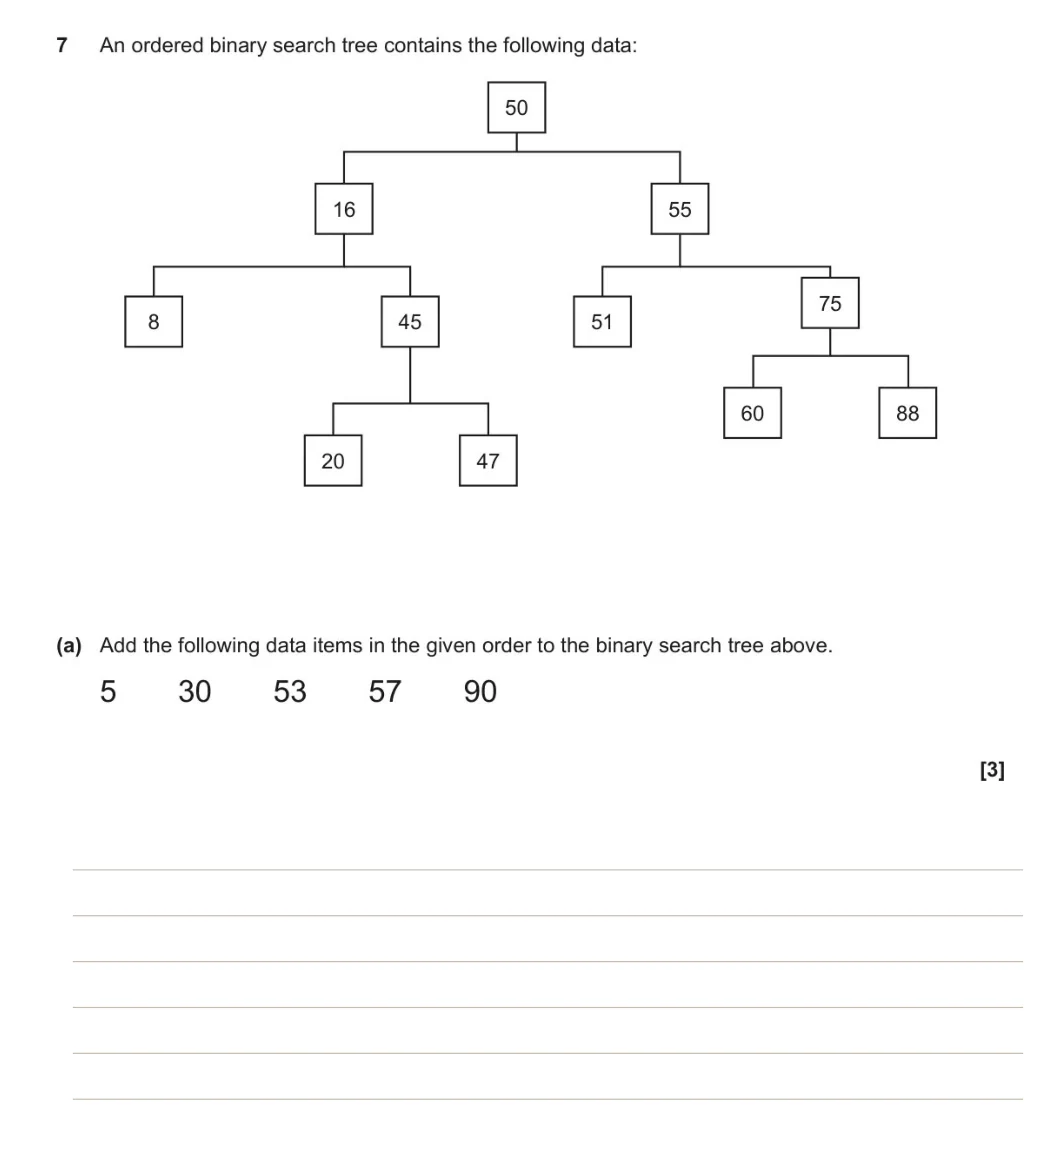 7 An ordered binary search tree contains the following data:
50
16 55
8 45 51 75
60 88
20 47
(a) Add the following data items in the given order to the binary search tree above.
5 30 53 57 90
[3]